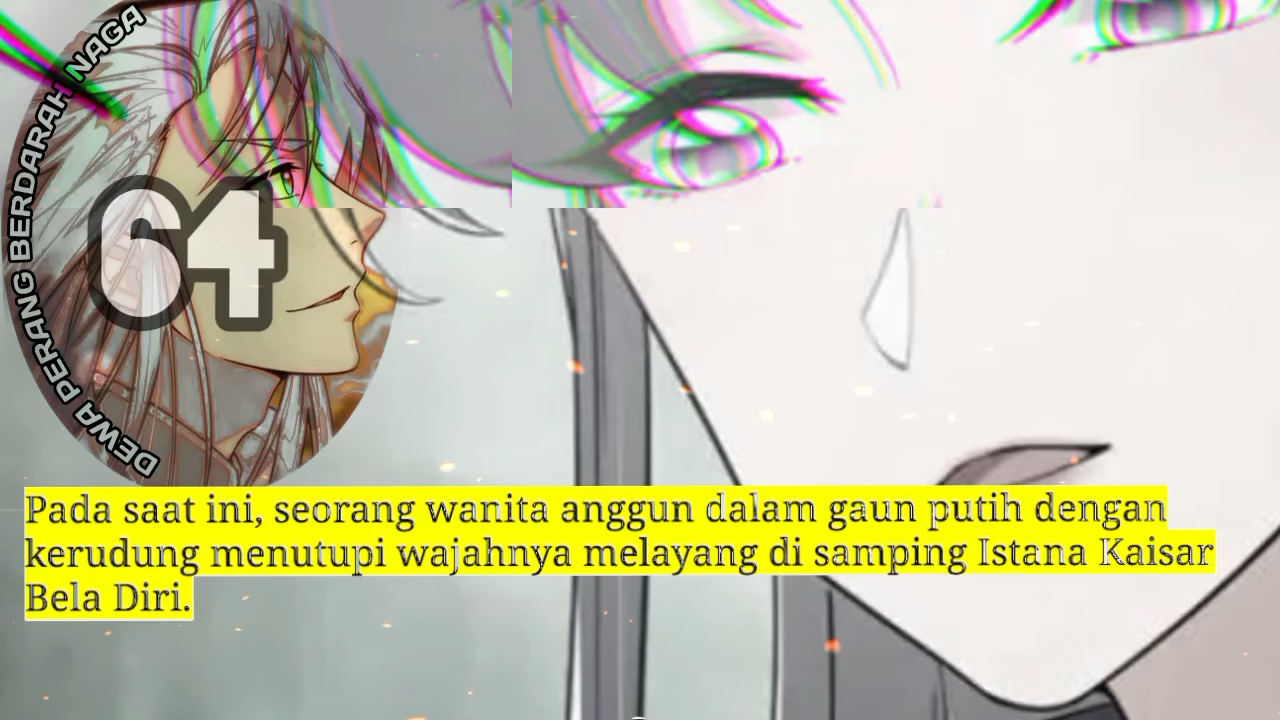 DEWA PERANG BERDARAH NAGA
64
Pada saat ini, seorang wanita anggun dalam gaun putih dengan
kerudung menutupi wajahnya melayang di samping Istana Kaisar
Bela Diri.